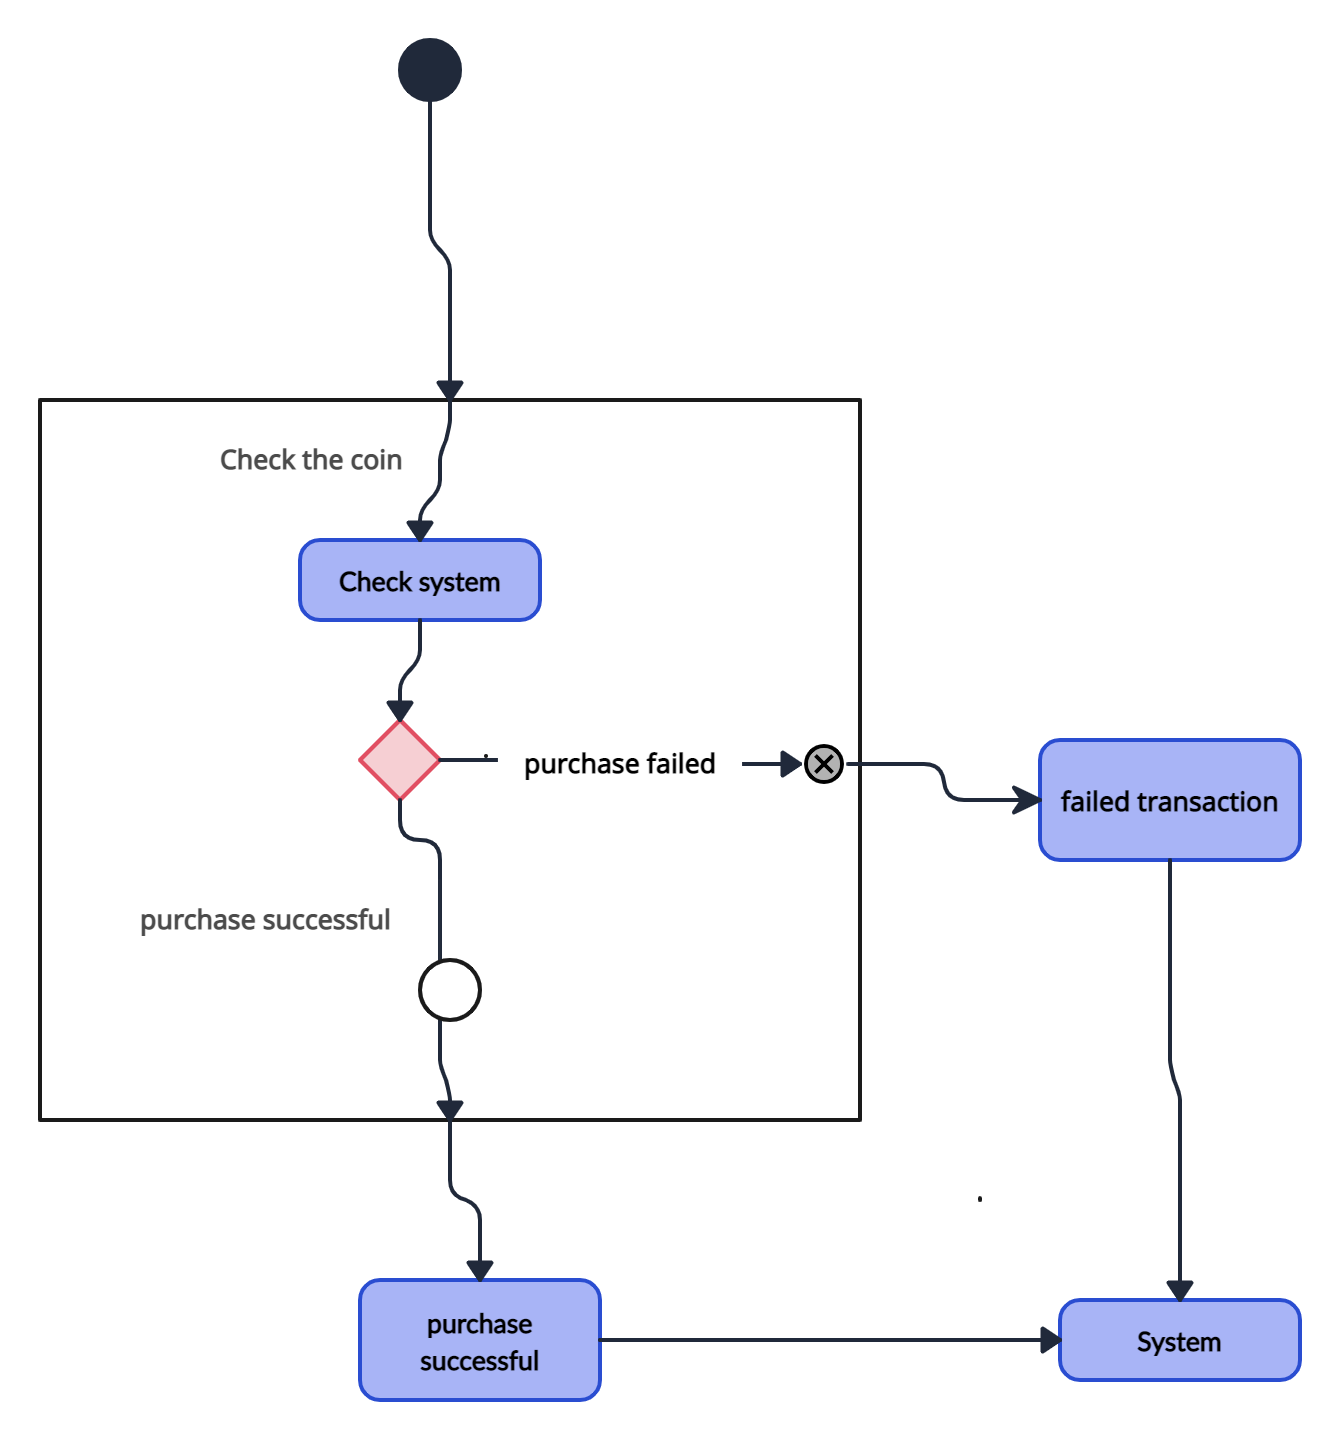 Check the coin
Check system
purchase failed
failed transaction
purchase successful
purchase
successful
System